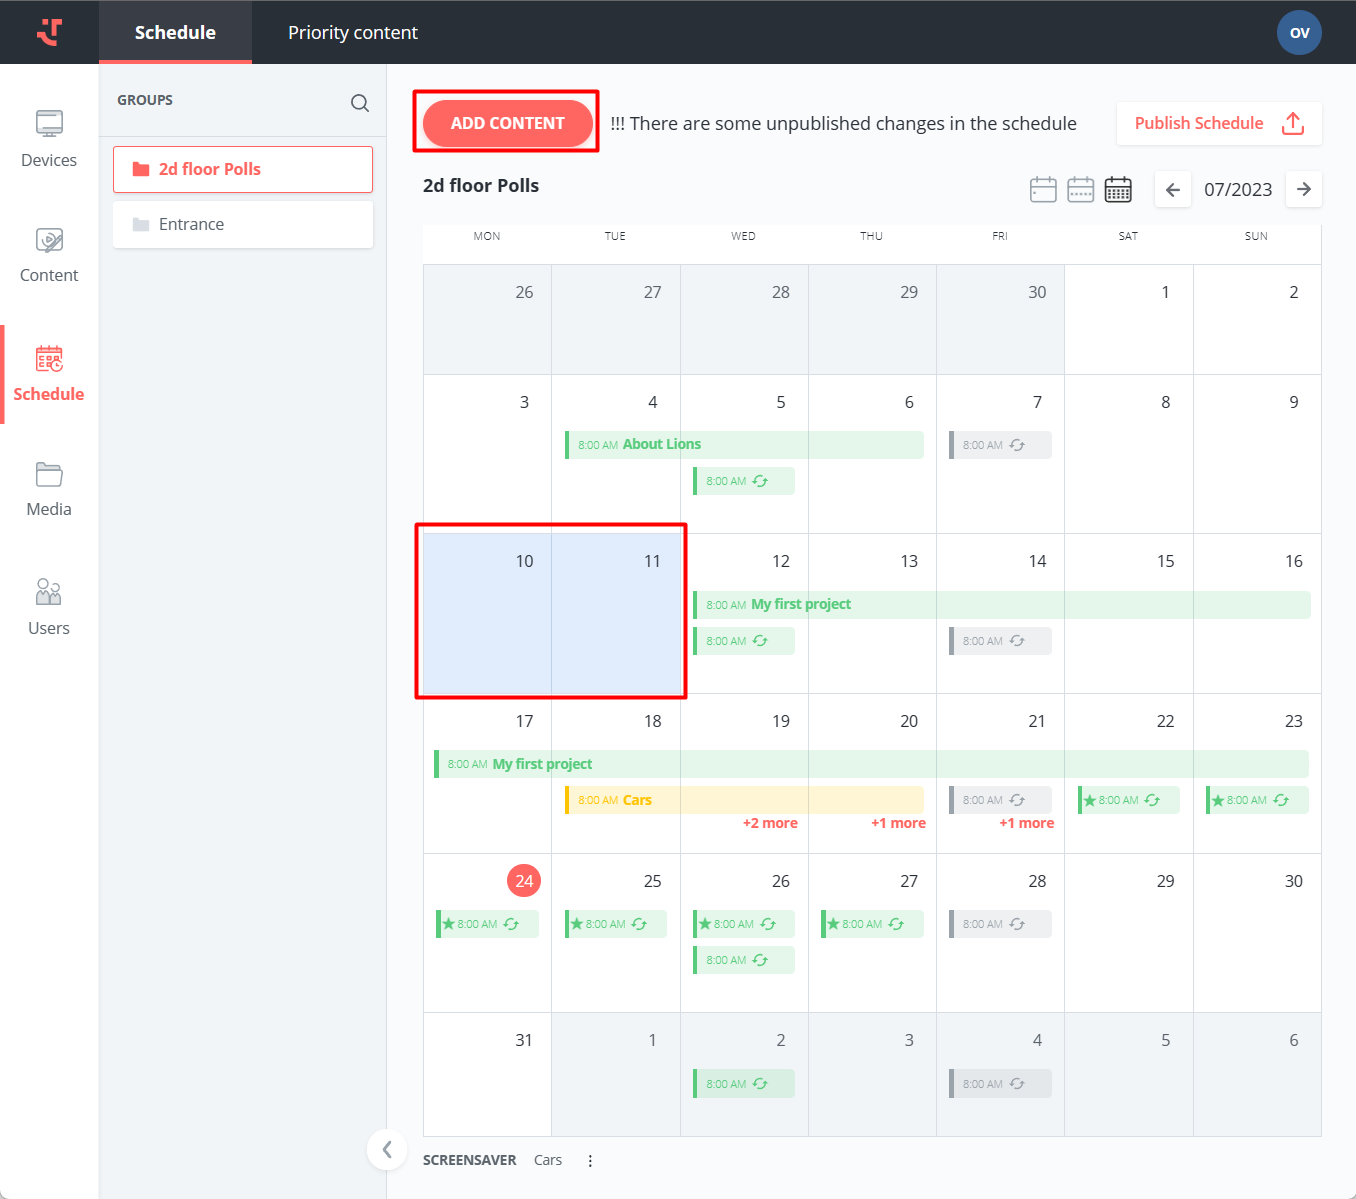 Schedule
Priority content
OV
Devices
Content
Schedule
Media
Users
GROUPS
2d floor Polls
Entrance
ADD CONTENT
!!! There are some unpublished changes in the schedule
Publish Schedule
2d floor Polls
07/2023
MON TUE WED THU FRI SAT SUN
26 27 28 29 30 1 2
3 4 5 6 7 8 9
8:00 AM About Lions 8:00 AM
8:00 AM
10 11 12 13 14 15 16
8:00 AM My first project
8:00 AM 8:00 AM
17 18 19 20 21 22 23
8:00 AM My first project
8:00 AM Cars 8:00 AM 8:00 AM 8:00 AM
+2 more +1 more +1 more
24 25 26 27 28 29 30
8:00 AM 8:00 AM 8:00 AM 8:00 AM 8:00 AM
8:00 AM
31 1 2 3 4 5 6
8:00 AM 8:00 AM
SCREENSAVER Cars